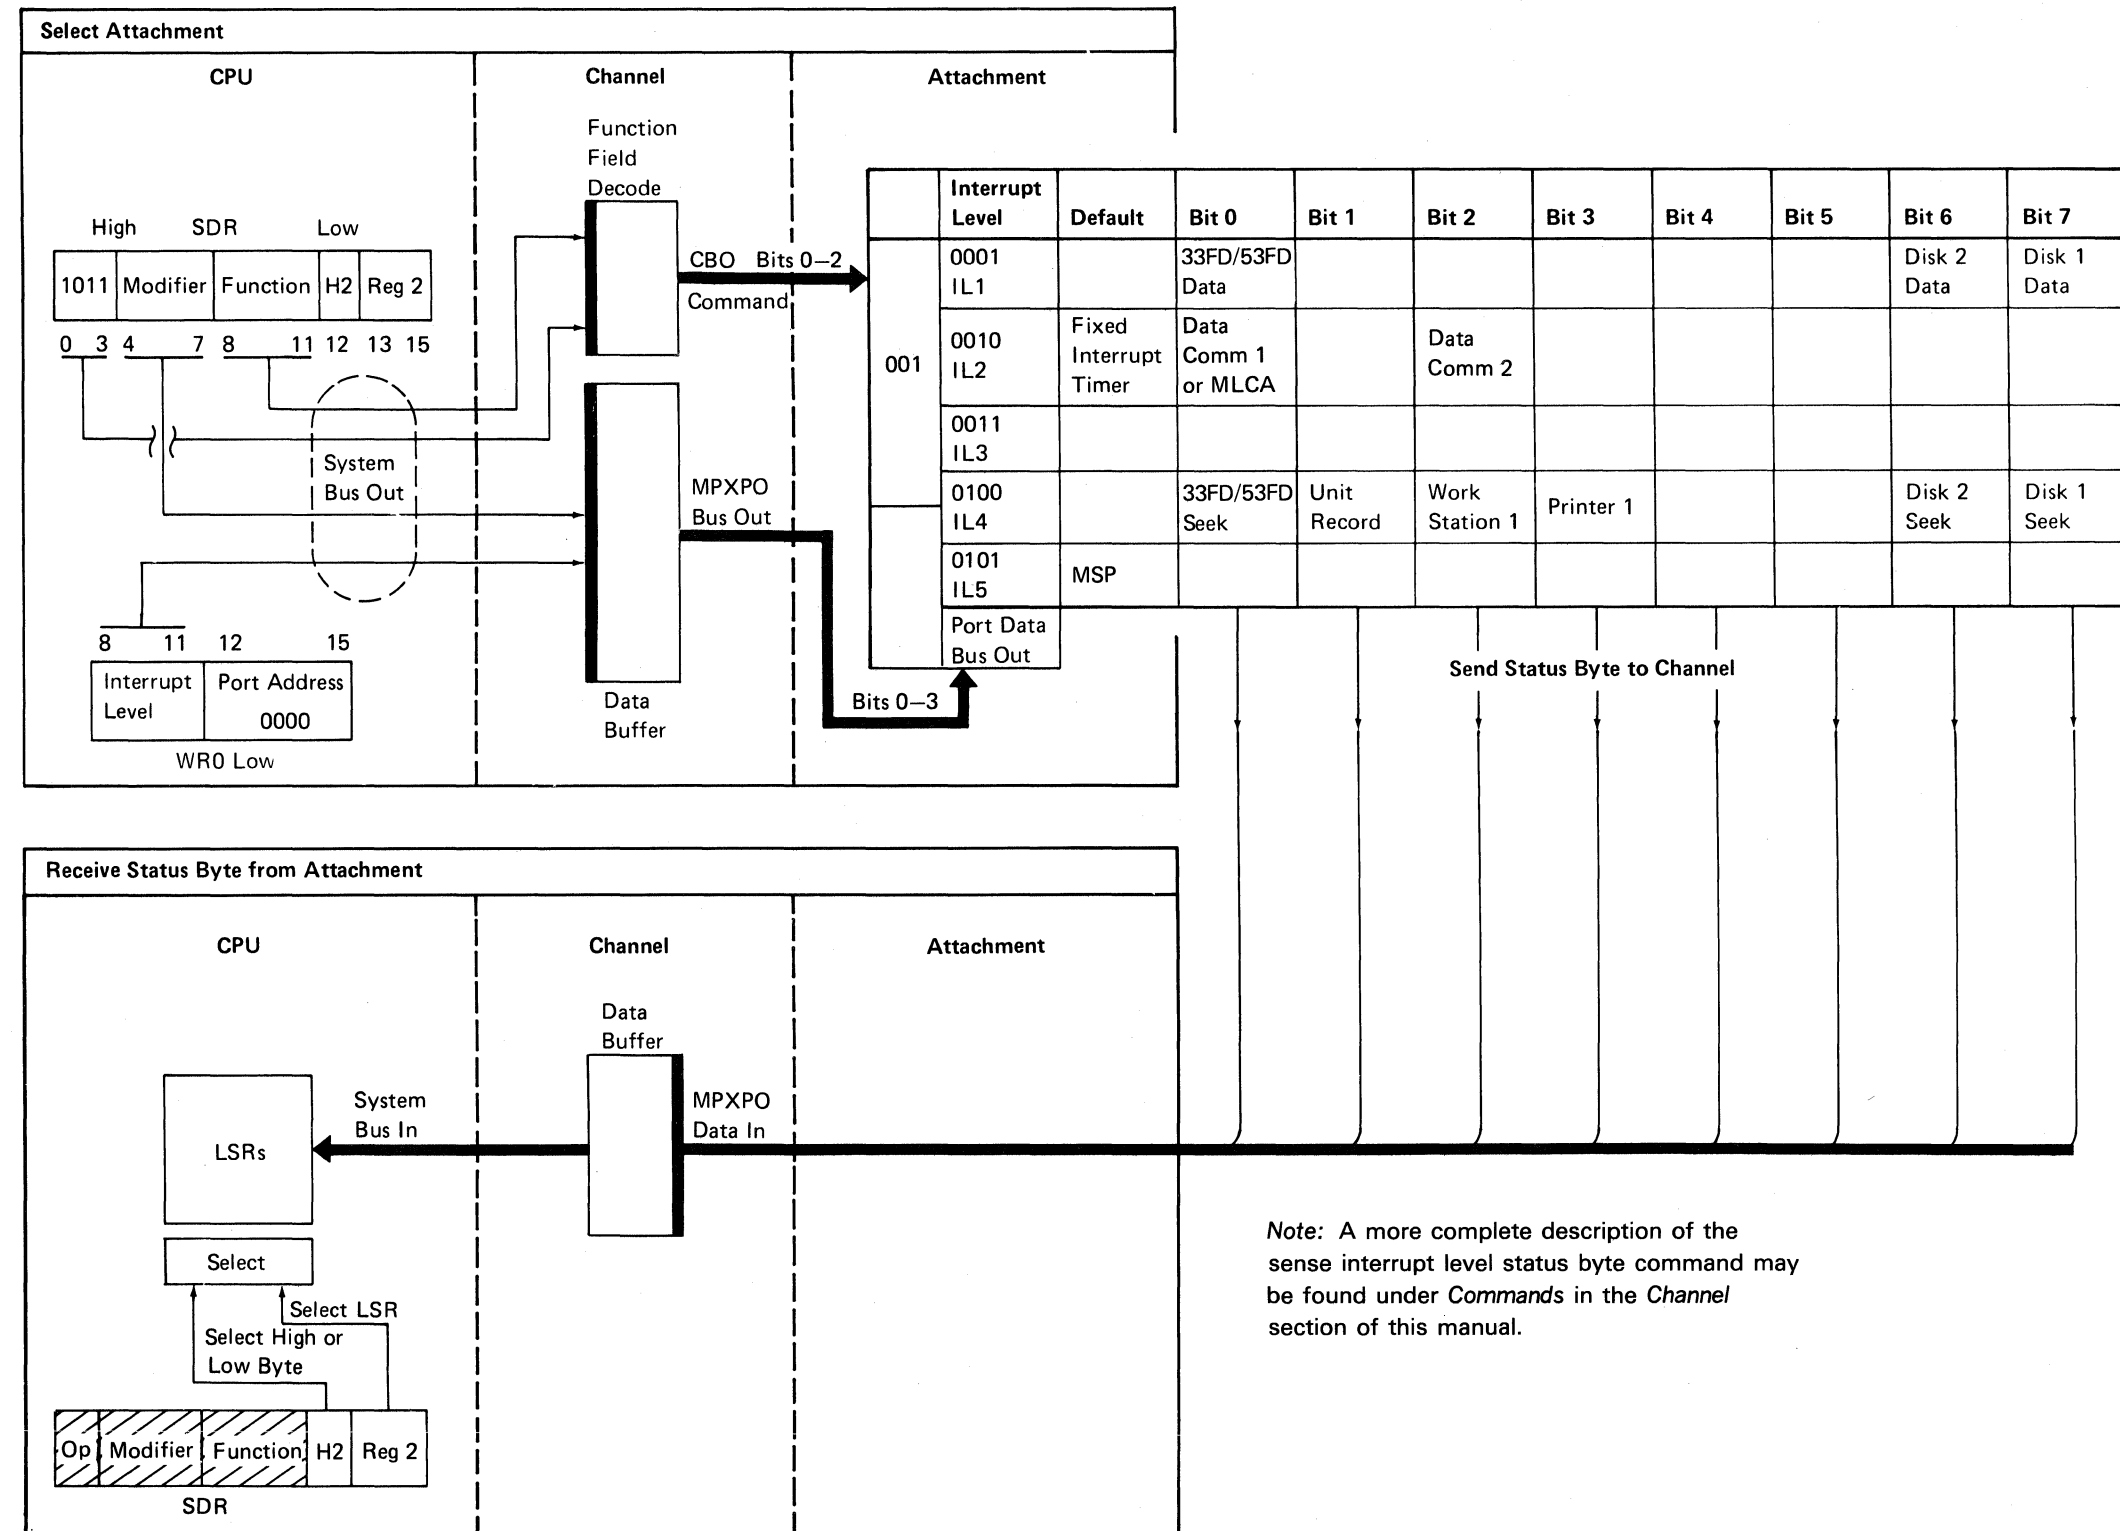 Select Attachment
CPU
Channel
Attachment
Function
Field
Decode
High SDR Low
1011 Modifier Function H2 Reg 2
0 3 4 7 8 11 12 13 15
CBO Bits 0–2
Command
System
Bus Out
MPXPO
Bus Out
8 11 12 15
Interrupt
Level
Port Address
0000
WR0 Low
Data
Buffer
Bits 0–3
Interrupt
Level Default Bit 0 Bit 1 Bit 2 Bit 3 Bit 4 Bit 5 Bit 6 Bit 7
001
0001
IL1
33FD/53FD
Data
Disk 2
Data
Disk 1
Data
0010
IL2
Fixed
Interrupt
Timer
Data
Comm 1
or MLCA
Data
Comm 2
0011
IL3
0100
IL4
33FD/53FD
Seek
Unit
Record
Work
Station 1
Printer 1
Disk 2
Seek
Disk 1
Seek
0101
IL5
MSP
Port Data
Bus Out
Send Status Byte to Channel
Receive Status Byte from Attachment
CPU
Channel
Attachment
Data
Buffer
LSRs
System
Bus In
MPXPO
Data In
Select
Select LSR
Select High or
Low Byte
Op Modifier Function H2 Reg 2
SDR
Note: A more complete description of the
sense interrupt level status byte command may
be found under Commands in the Channel
section of this manual.